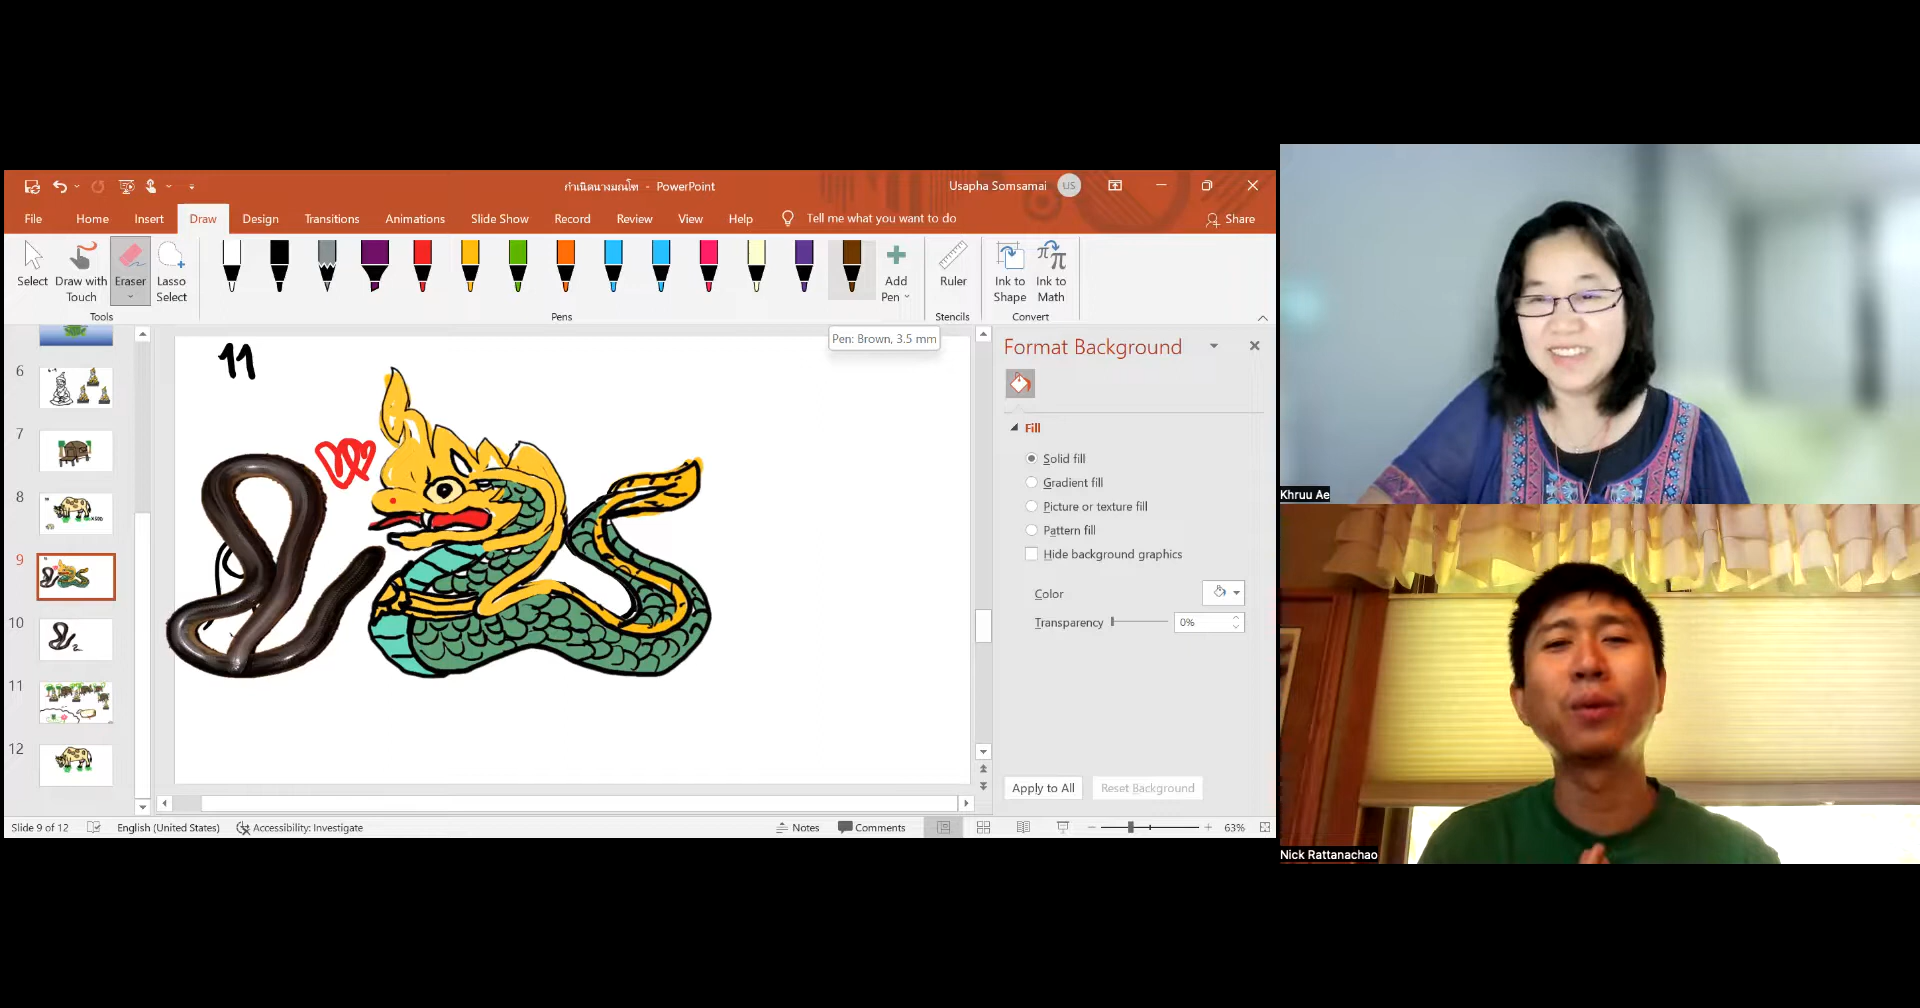 กำเนิดนางมณโฑ - PowerPoint
Usapha Somsamai
US
File Home Insert Draw Design Transitions Animations Slide Show Record Review View Help Tell me what you want to do
Share
Select
Draw with Touch
Eraser
Lasso Select
Add Pen
Ruler
Ink to Shape
Ink to Math
Tools
Pens
Stencils
Convert
Pen: Brown, 3.5 mm
11
Format Background
Fill
Solid fill
Gradient fill
Picture or texture fill
Pattern fill
Hide background graphics
Color
Transparency 0%
Apply to All
Reset Background
6
7
8
9
10
11
12
Slide 9 of 12 English (United States) Accessibility: Investigate Notes Comments 63%
Khruu Ae
Nick Rattanachao